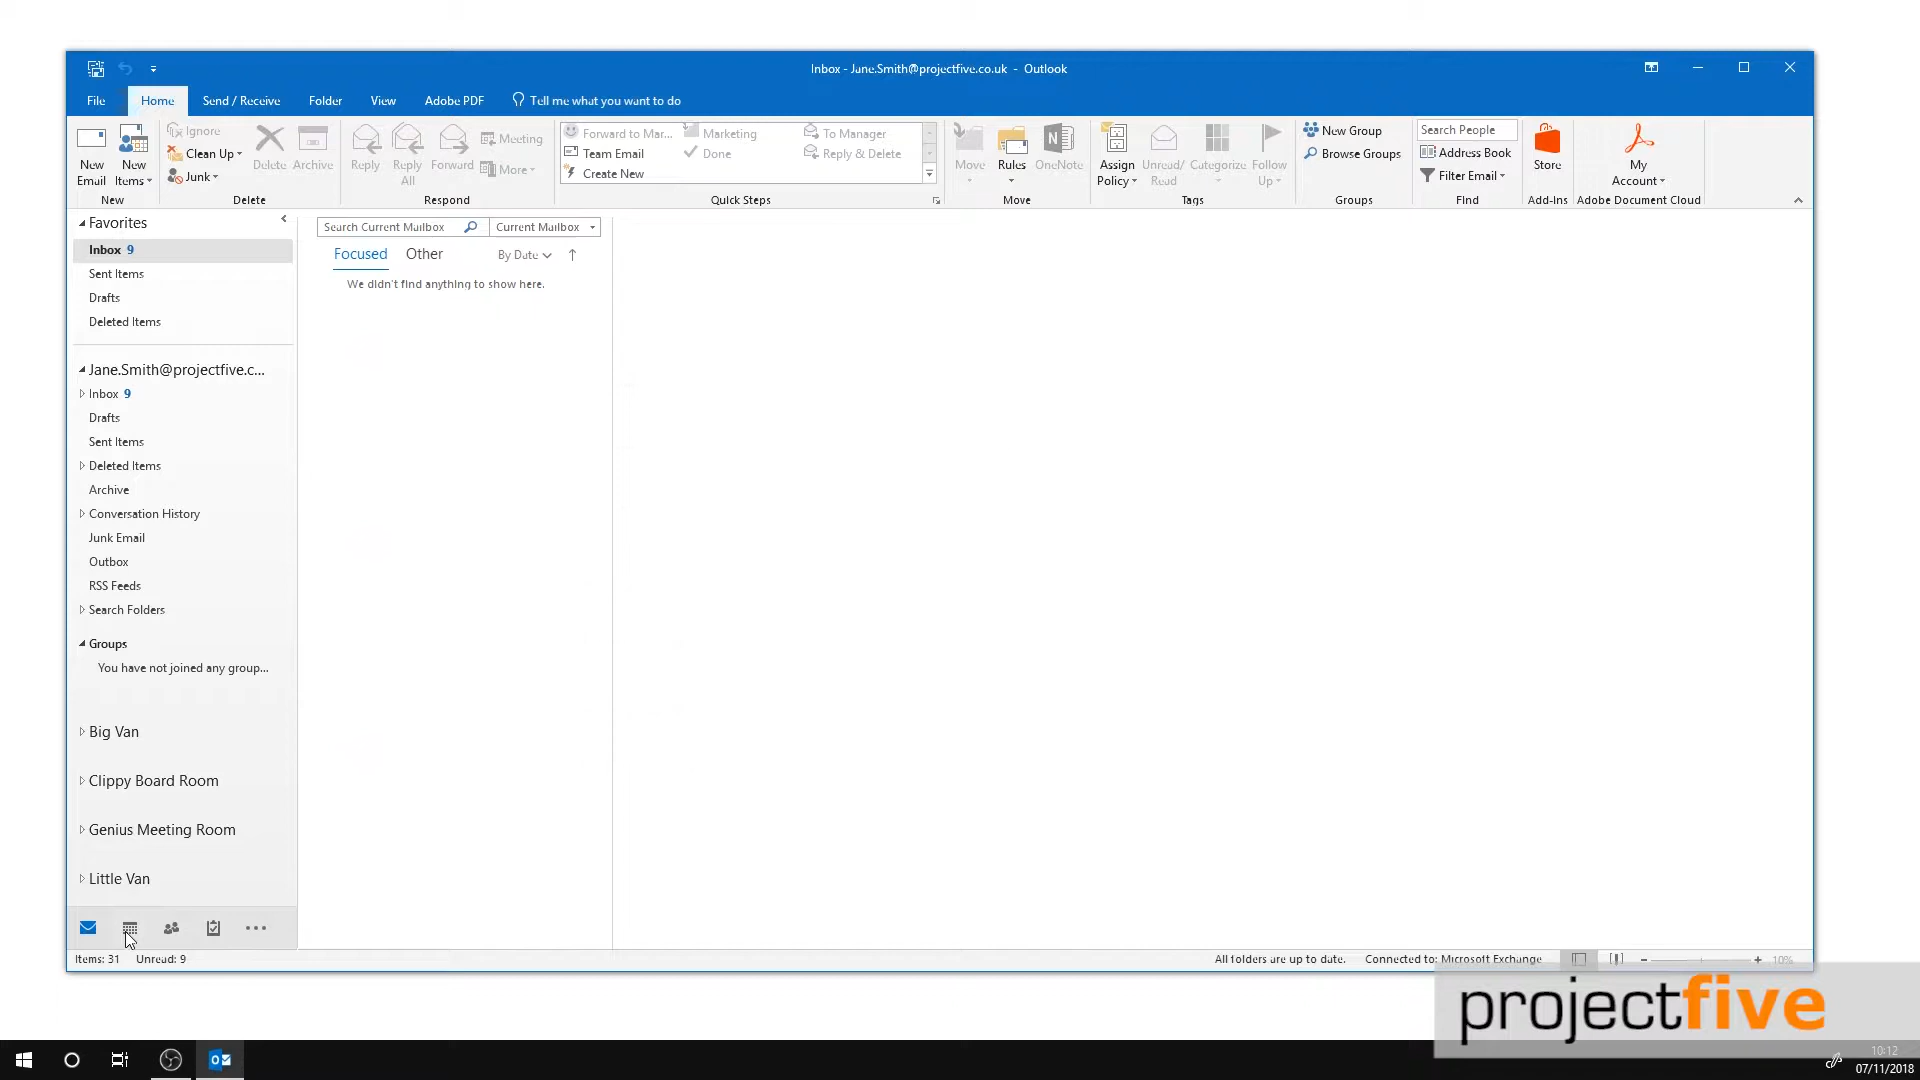 Inbox - Jane.Smith@projectfive.co.uk - Outlook
File Home Send / Receive Folder View Adobe PDF Tell me what you want to do
New Email
New Items
Ignore
Clean Up
Junk
Delete
Archive
Reply
Reply All
Forward
Meeting
More
Forward to Mar...
Team Email
Create New
Marketing
Done
To Manager
Reply & Delete
Move
Rules
OneNote
Assign Policy
Unread/ Read
Categorize
Follow Up
New Group
Browse Groups
Search People
Address Book
Filter Email
Store
My Account
New Delete Respond Quick Steps Move Tags Groups Find Add-Ins Adobe Document Cloud
Favorites
Inbox 9
Sent Items
Drafts
Deleted Items
Jane.Smith@projectfive.c...
Inbox 9
Drafts
Sent Items
Deleted Items
Archive
Conversation History
Junk Email
Outbox
RSS Feeds
Search Folders
Groups
You have not joined any group...
Big Van
Clippy Board Room
Genius Meeting Room
Little Van
Search Current Mailbox Current Mailbox
Focused Other By Date
We didn't find anything to show here.
Items: 31 Unread: 9
All folders are up to date. Connected to: Microsoft Exchange 10%
projectfive
10:12
07/11/2018